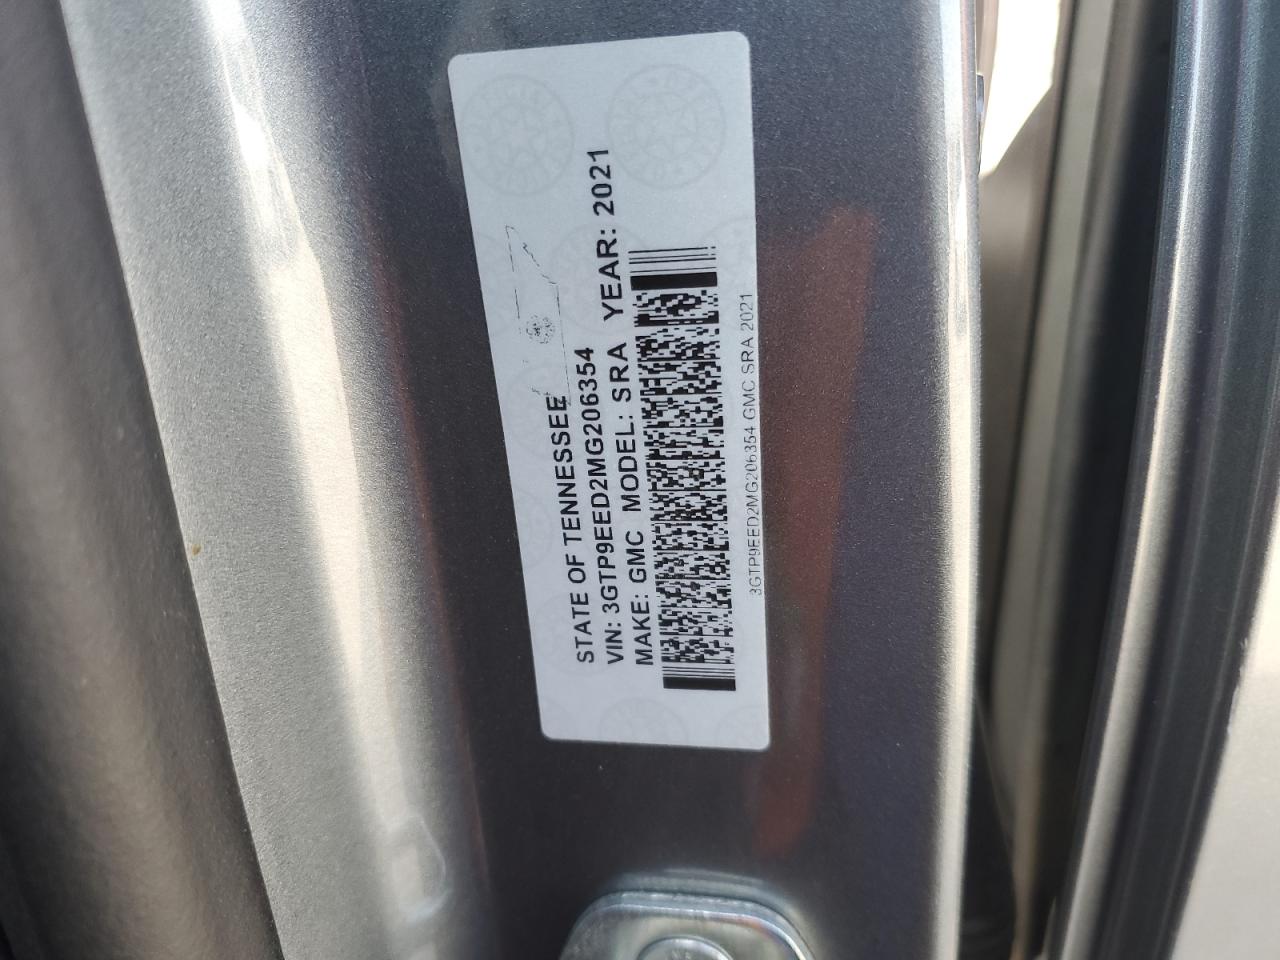 STATE OF TENNESSEE
VIN: 3GTP9EED2MG206354
MAKE: GMC MODEL: SRA YEAR: 2021
3GTP9EED2MG206354 GMC SRA 2021